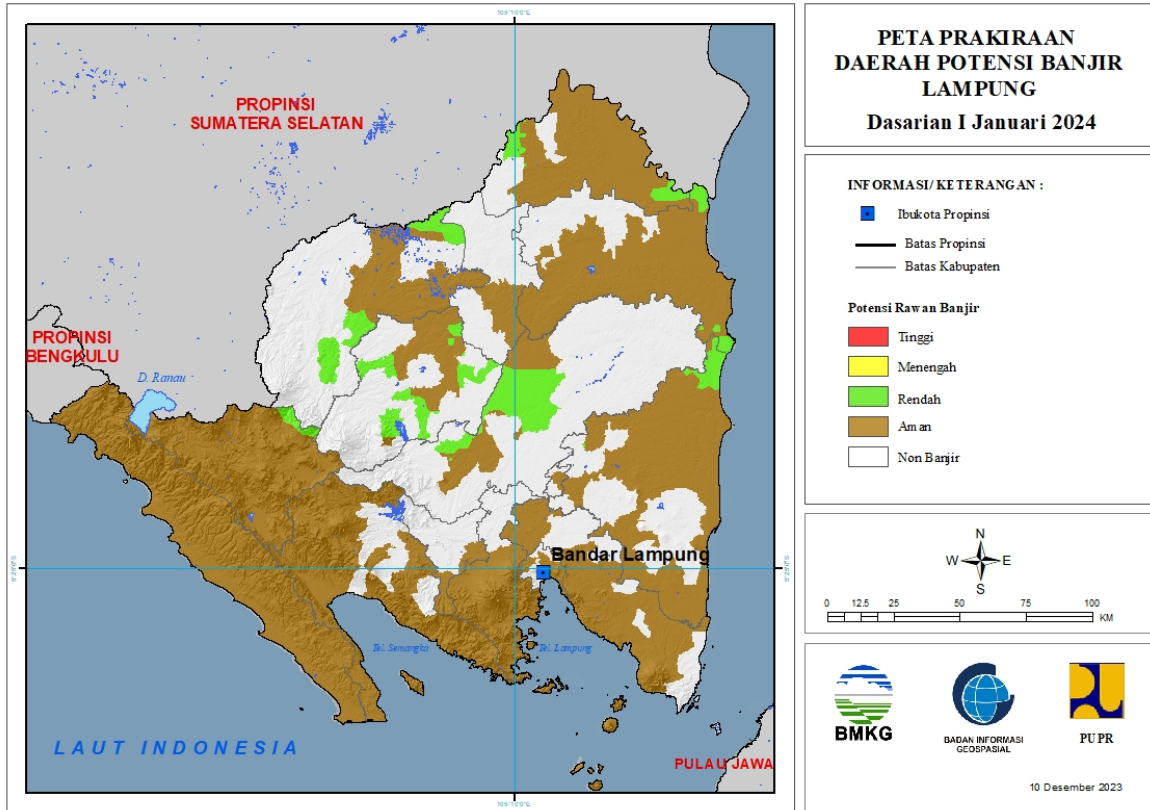 PROPINSI
SUMATERA SELATAN
PROPINSI
BENGKULU
D. Ranau
Bandar Lampung
Tel. Semangka
Tel. Lampung
LAUT INDONESIA
PULAU JAWA
PETA PRAKIRAAN
DAERAH POTENSI BANJIR
LAMPUNG
Dasarian I Januari 2024
INFORMASI/ KETERANGAN :
Ibukota Propinsi
Batas Propinsi
Batas Kabupaten
Potensi Rawan Banjir
Tinggi
Menengah
Rendah
Aman
Non Banjir
N
W E
S
0 12.5 25 50 75 100
KM
BMKG
BADAN INFORMASI
GEOSPASIAL
PUPR
10 Desember 2023